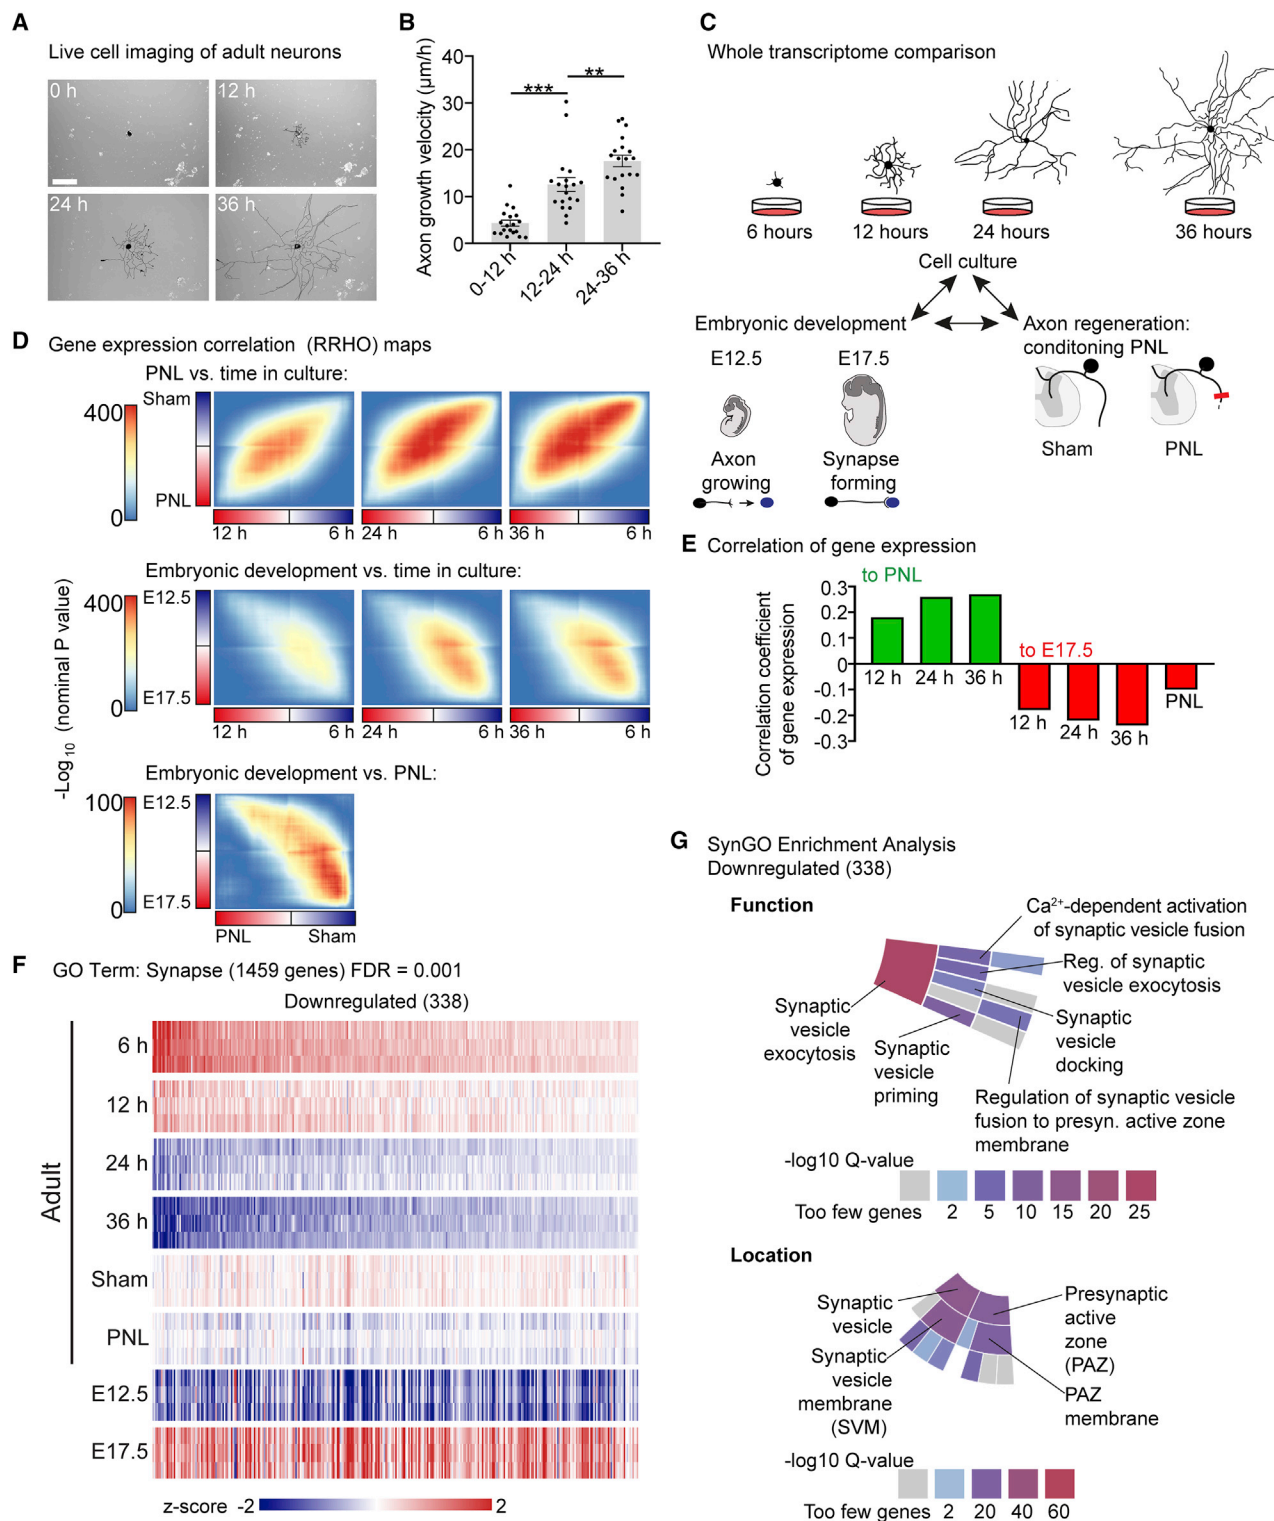 A
Live cell imaging of adult neurons
0 h
12 h
24 h
36 h
B
Axon growth velocity (µm/h)
40
30
20
10
0
***
**
0-12 h
12-24 h
24-36 h
C
Whole transcriptome comparison
6 hours
12 hours
24 hours
36 hours
Cell culture
Embryonic development
Axon regeneration:
conditoning PNL
E12.5
E17.5
Axon
growing
Synapse
forming
Sham
PNL
D
Gene expression correlation (RRHO) maps
PNL vs. time in culture:
400
0
Sham
PNL
12 h
6 h
24 h
6 h
36 h
6 h
-Log10 (nominal P value)
Embryonic development vs. time in culture:
400
0
E12.5
E17.5
12 h
6 h
24 h
6 h
36 h
6 h
Embryonic development vs. PNL:
100
0
E12.5
E17.5
PNL
Sham
E
Correlation of gene expression
to PNL
Correlation coefficient
of gene expression
0.3
0.2
0.1
0
-0.1
-0.2
-0.3
12 h
24 h
36 h
to E17.5
12 h
24 h
36 h
PNL
F
GO Term: Synapse (1459 genes) FDR = 0.001
Downregulated (338)
Adult
6 h
12 h
24 h
36 h
Sham
PNL
E12.5
E17.5
z-score -2
2
G
SynGO Enrichment Analysis
Downregulated (338)
Function
Ca2+-dependent activation
of synaptic vesicle fusion
Reg. of synaptic
vesicle exocytosis
Synaptic
vesicle
docking
Regulation of synaptic vesicle
fusion to presyn. active zone
membrane
Synaptic
vesicle
exocytosis
Synaptic
vesicle
priming
-log10 Q-value
Too few genes
2
5
10
15
20
25
Location
Synaptic
vesicle
Synaptic
vesicle
membrane
(SVM)
Presynaptic
active
zone
(PAZ)
PAZ
membrane
-log10 Q-value
Too few genes
2
20
40
60